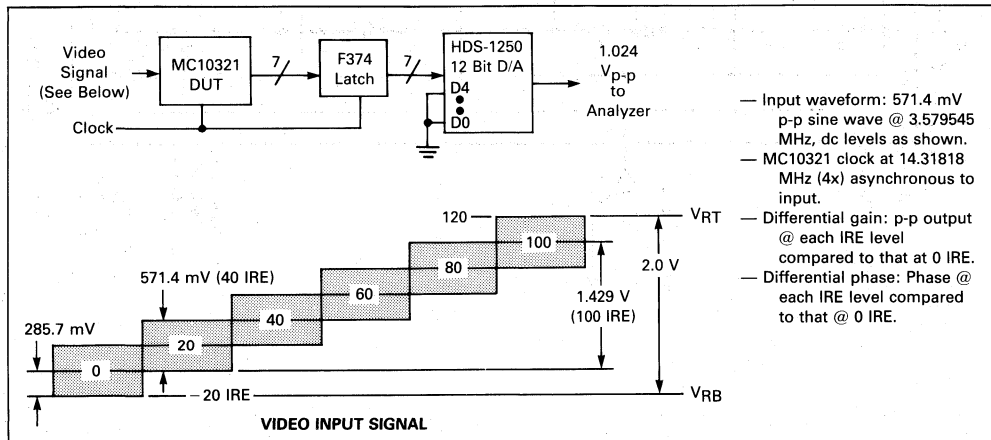 Video
Signal
(See Below)
MC10321
DUT
7
F374
Latch
7
HDS-1250
12 Bit D/A
D4
D0
1.024
Vp-p
to
Analyzer
Clock
— Input waveform: 571.4 mV
p-p sine wave @ 3.579545
MHz, dc levels as shown.
— MC10321 clock at 14.31818
MHz (4x) asynchronous to
input.
— Differential gain: p-p output
@ each IRE level
compared to that at 0 IRE.
— Differential phase: Phase @
each IRE level compared
to that @ 0 IRE.
120
VRT
100
571.4 mV (40 IRE)
80
2.0 V
60
1.429 V
(100 IRE)
285.7 mV
40
20
0
−20 IRE
VRB
VIDEO INPUT SIGNAL